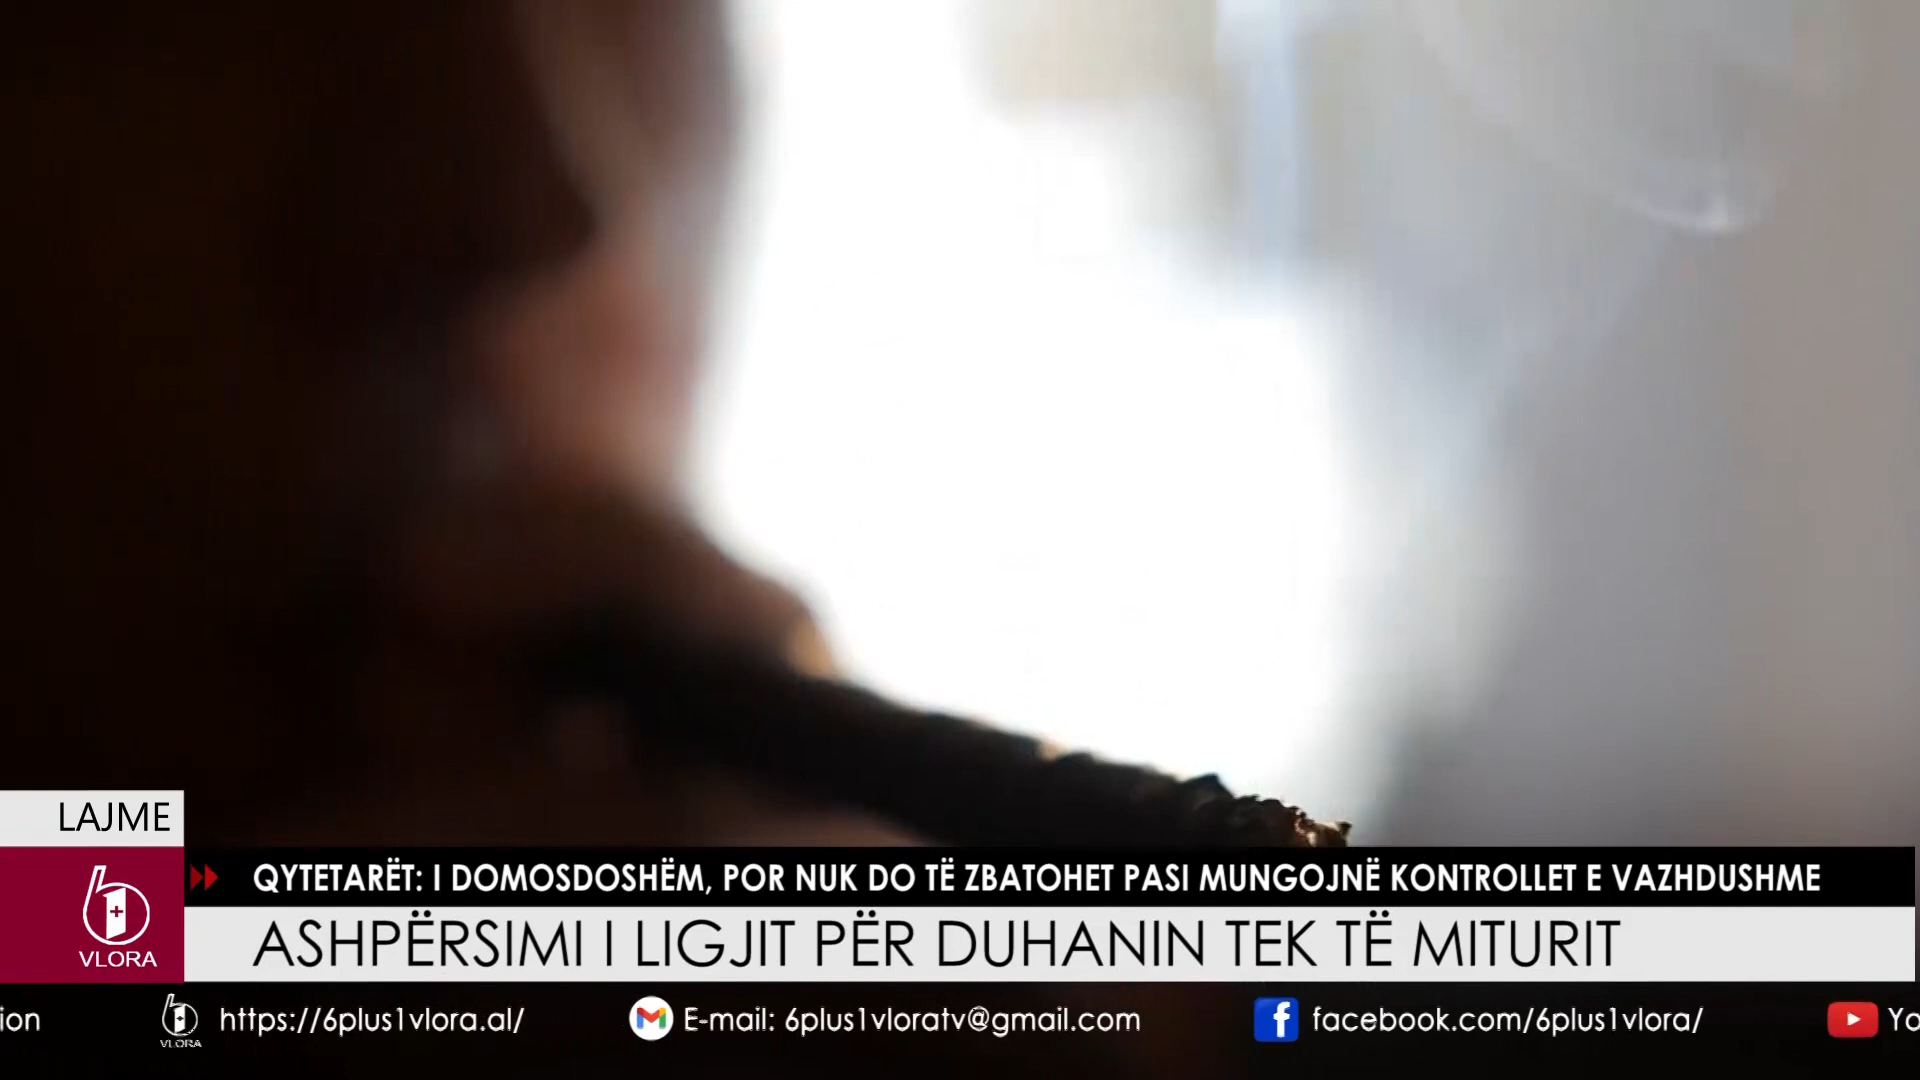 LAJME
QYTETARËT: I DOMOSDOSHËM, POR NUK DO TË ZBATOHET PASI MUNGOJNË KONTROLLET E VAZHDUSHME
VLORA
ASHPËRSIMI I LIGJIT PËR DUHANIN TEK TË MITURIT
ion VLORA https://6plus1vlora.al/ E-mail: 6plus1vloratv@gmail.com facebook.com/6plus1vlora/ Yo